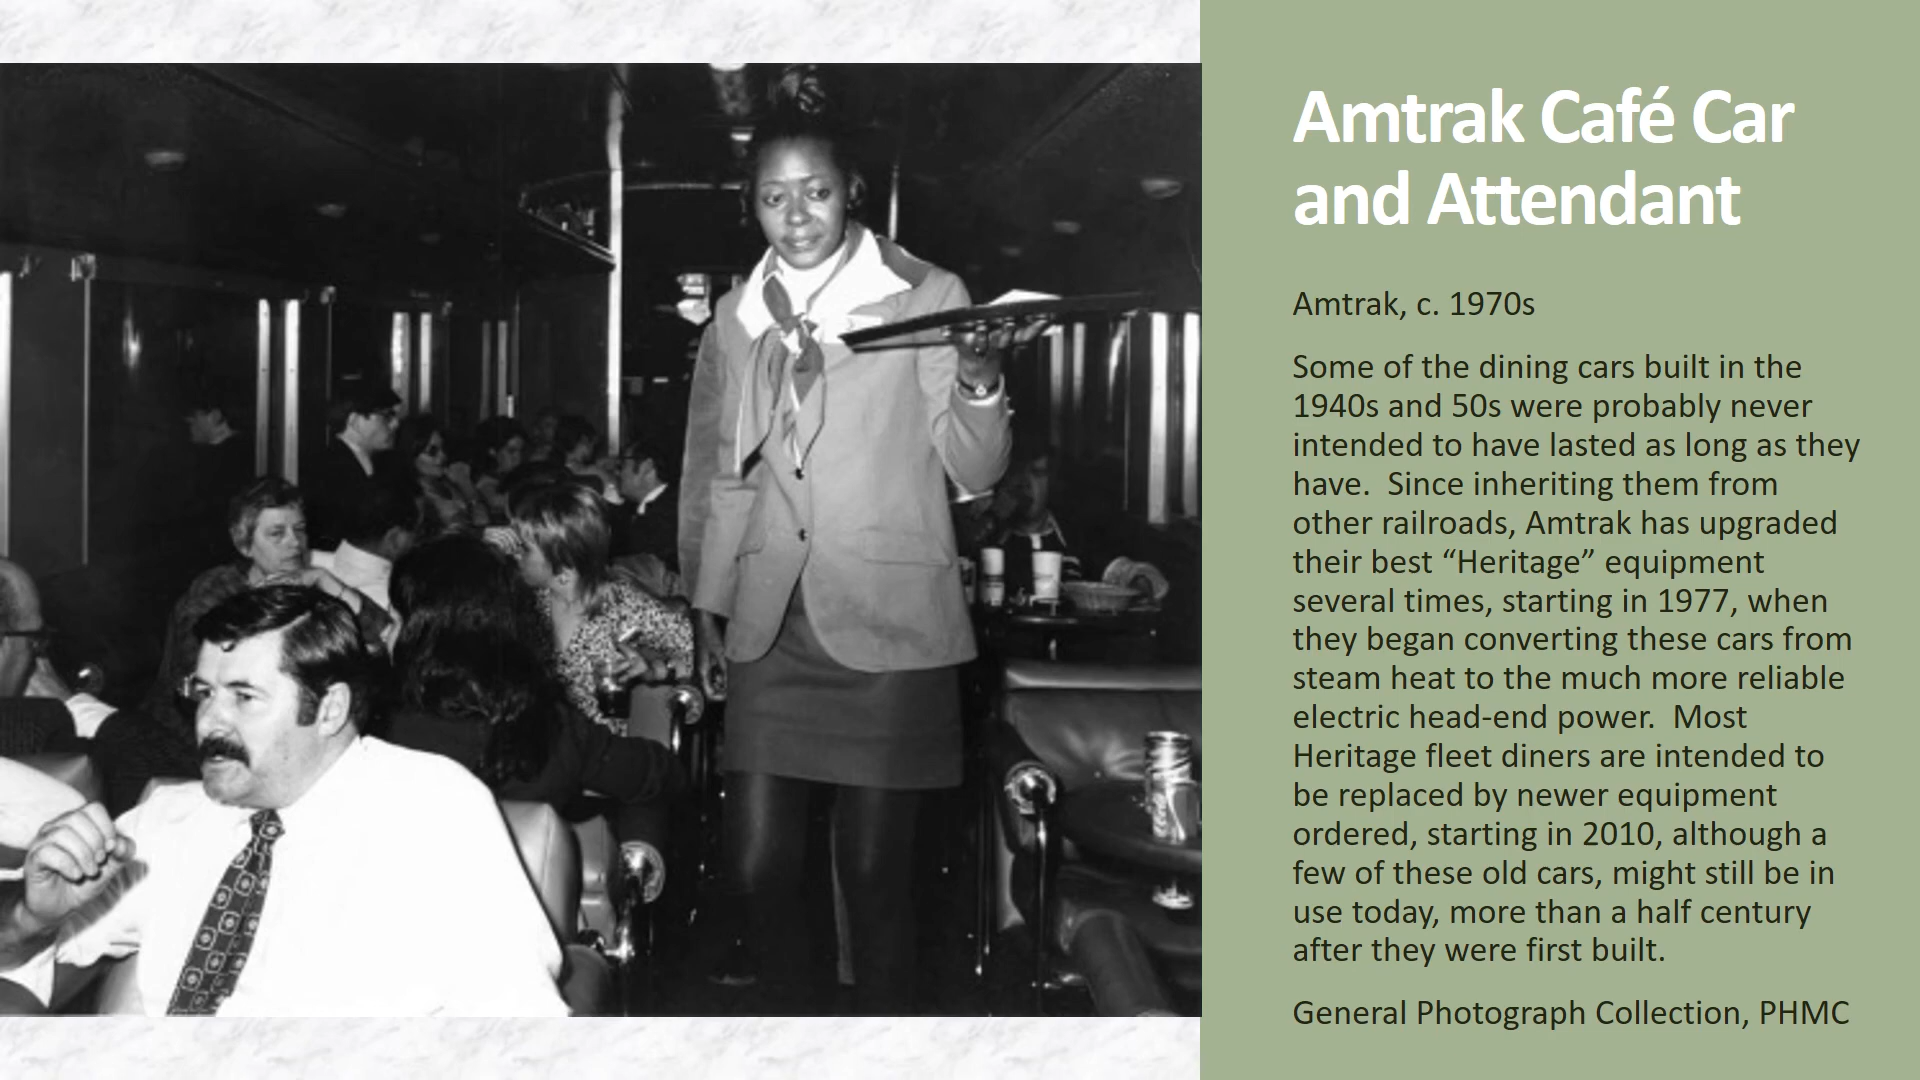 Amtrak Café Car
and Attendant
Amtrak, c. 1970s
Some of the dining cars built in the
1940s and 50s were probably never
intended to have lasted as long as they
have.  Since inheriting them from
other railroads, Amtrak has upgraded
their best “Heritage” equipment
several times, starting in 1977, when
they began converting these cars from
steam heat to the much more reliable
electric head-end power.  Most
Heritage fleet diners are intended to
be replaced by newer equipment
ordered, starting in 2010, although a
few of these old cars, might still be in
use today, more than a half century
after they were first built.
General Photograph Collection, PHMC